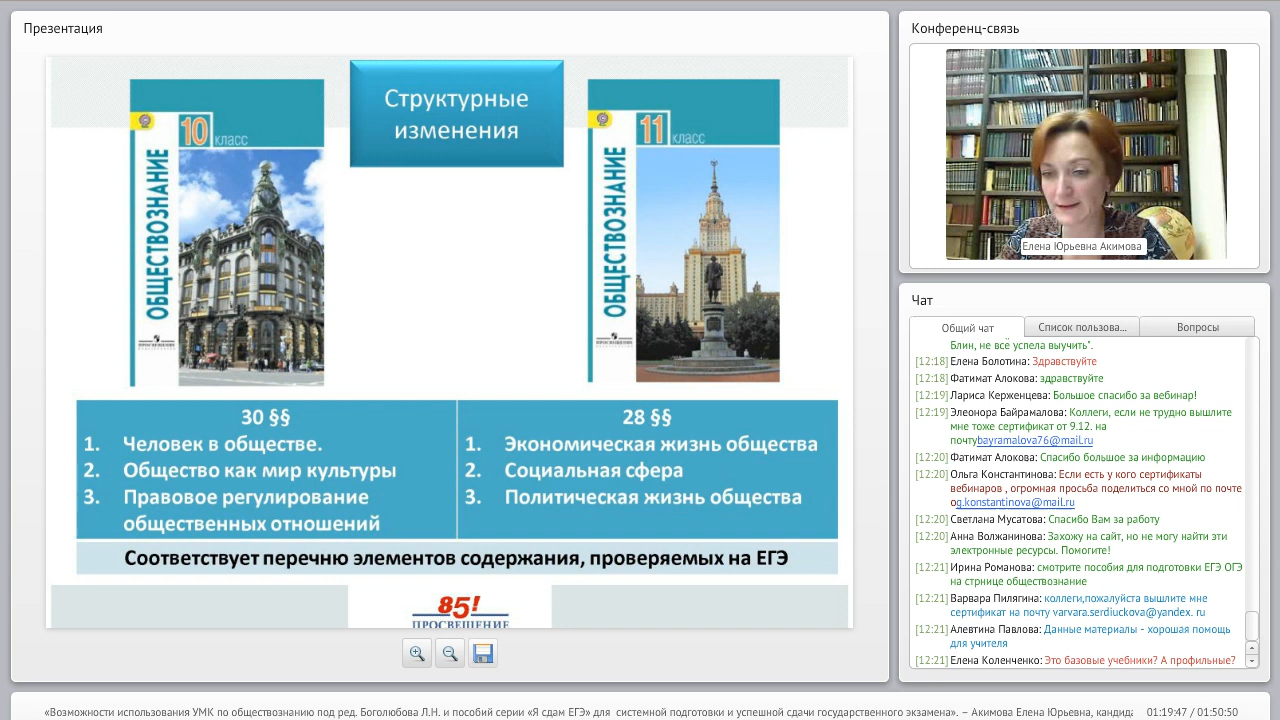 Презентация
Структурные
изменения
10 класс
ОБЩЕСТВОЗНАНИЕ
ПРОСВЕЩЕНИЕ
11 класс
ОБЩЕСТВОЗНАНИЕ
ПРОСВЕЩЕНИЕ
30 §§
1. Человек в обществе.
2. Общество как мир культуры
3. Правовое регулирование
общественных отношений
28 §§
1. Экономическая жизнь общества
2. Социальная сфера
3. Политическая жизнь общества
Соответствует перечню элементов содержания, проверяемых на ЕГЭ
85!
ПРОСВЕЩЕНИЕ
Конференц-связь
Елена Юрьевна Акимова
Чат
Общий чат
Список пользова...
Вопросы
Блин, не всё успела выучить".
[12:18] Елена Болотина: Здравствуйте
[12:18] Фатимат Алокова: здравствуйте
[12:19] Лариса Керженцева: Большое спасибо за вебинар!
[12:19] Элеонора Байрамалова: Коллеги, если не трудно вышлите
мне тоже сертификат от 9.12. на
почтуbayramalova76@mail.ru
[12:20] Фатимат Алокова: Спасибо большое за информацию
[12:20] Ольга Константинова: Если есть у кого сертификаты
вебинаров , огромная просьба поделиться со мной по почте
og.konstantinova@mail.ru
[12:20] Светлана Мусатова: Спасибо Вам за работу
[12:20] Анна Волжанинова: Захожу на сайт, но не могу найти эти
электронные ресурсы. Помогите!
[12:21] Ирина Романова: смотрите пособия для подготовки ЕГЭ ОГЭ
на стрнице обществознание
[12:21] Варвара Пилягина: коллеги,пожалуйста вышлите мне
сертификат на почту varvara.serdiuckova@yandex. ru
[12:21] Алевтина Павлова: Данные материалы - хорошая помощь
для учителя
[12:21] Елена Коленченко: Это базовые учебники? А профильные?
«Возможности использования УМК по обществознанию под ред. Боголюбова Л.Н. и пособий серии «Я сдам ЕГЭ» для системной подготовки и успешной сдачи государственного экзамена». – Акимова Елена Юрьевна, кандид
01:19:47 / 01:50:50